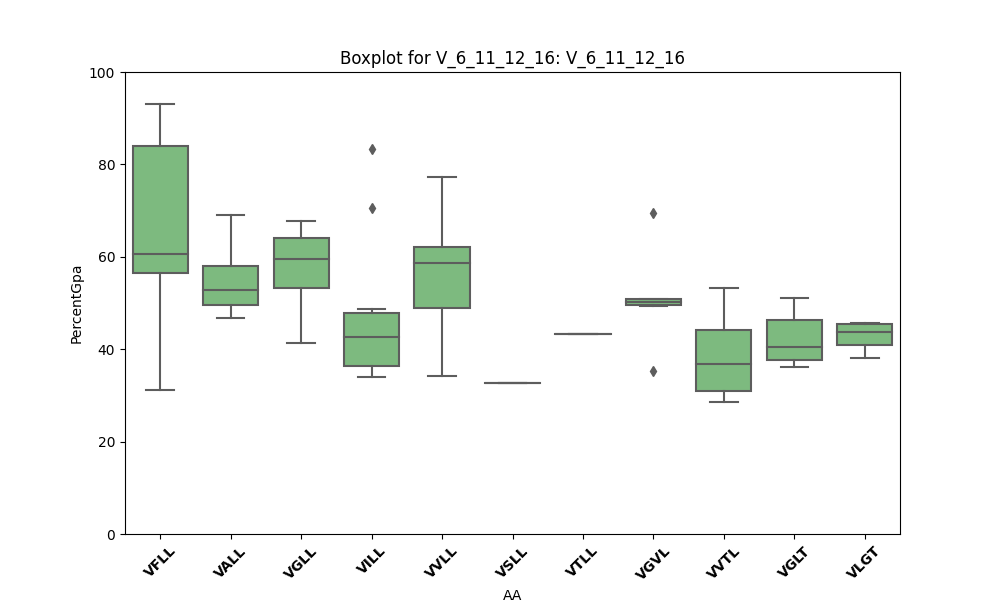 Boxplot for V_6_11_12_16: V_6_11_12_16
PercentGpa
100
80
60
40
20
0
VFLL VALL VGLL VILL VVLL VSLL VTLL VGVL VVTL VGLT VLGT
AA